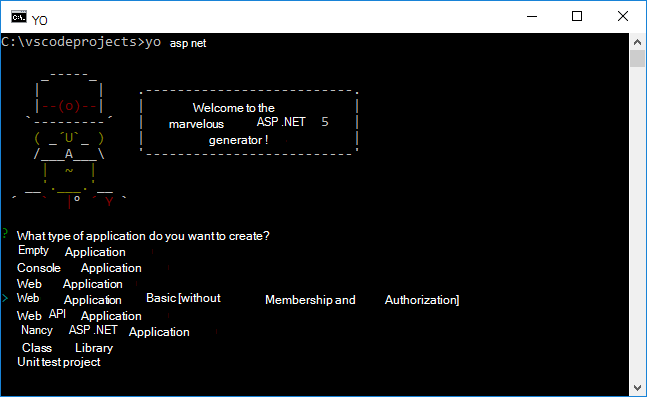 YO
C:\vscodeprojects>yo asp net
Welcome to the
marvelous ASP .NET 5
generator !
? What type of application do you want to create?
Empty Application
Console Application
Web Application
> Web Application Basic [without Membership and Authorization]
Web API Application
Nancy ASP .NET Application
Class Library
Unit test project